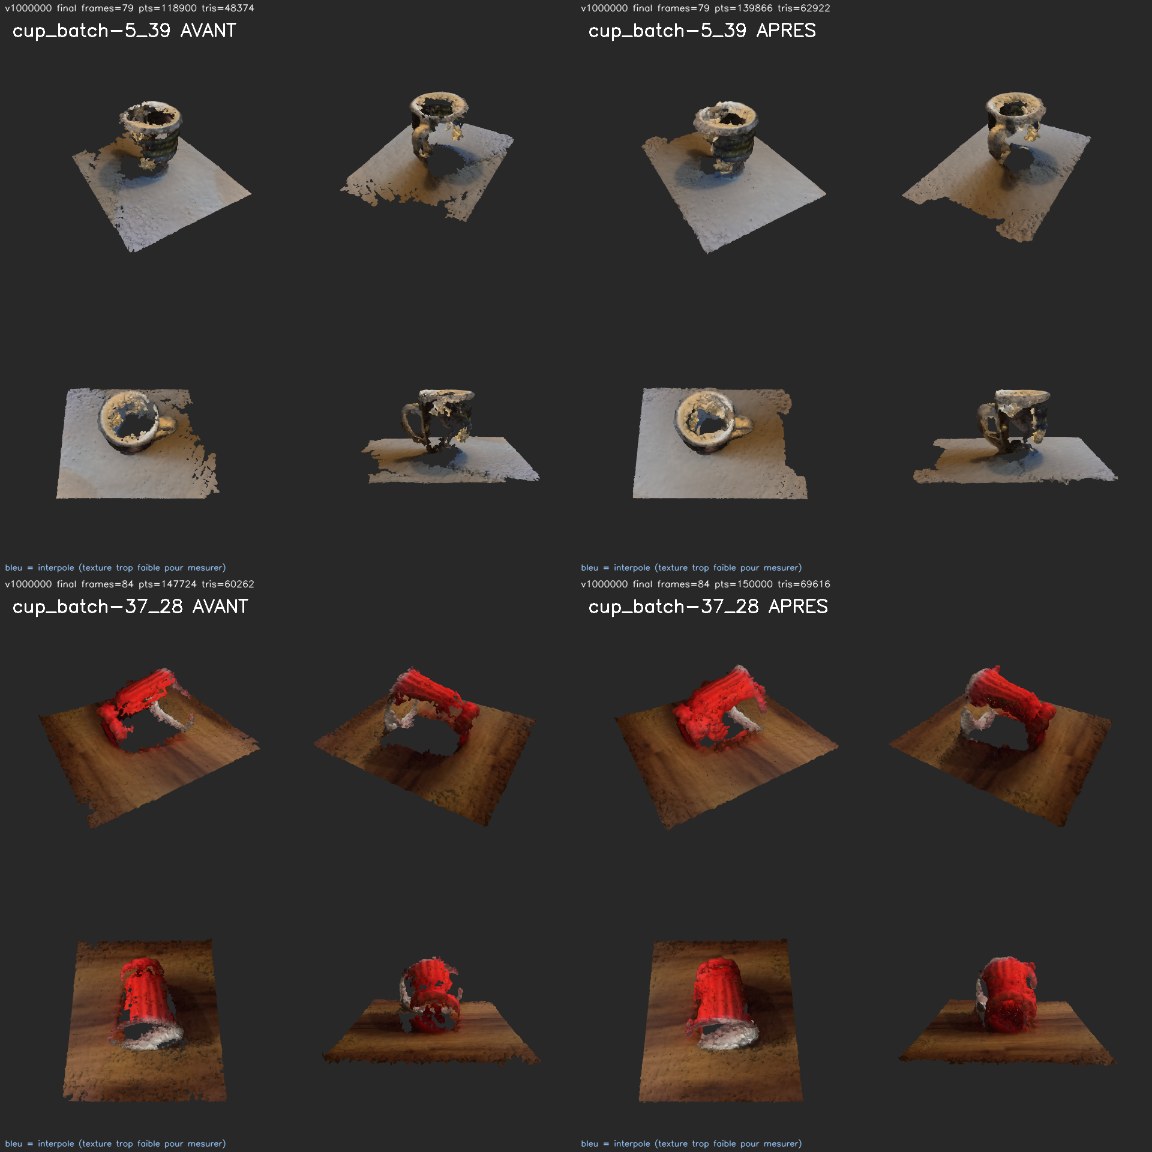 v1000000 final frames=79 pts=118900 tris=48374
cup_batch-5_39 AVANT
v1000000 final frames=79 pts=139866 tris=62922
cup_batch-5_39 APRES
bleu = interpole (texture trop faible pour mesurer)
bleu = interpole (texture trop faible pour mesurer)
v1000000 final frames=84 pts=147724 tris=60262
cup_batch-37_28 AVANT
v1000000 final frames=84 pts=150000 tris=69616
cup_batch-37_28 APRES
bleu = interpole (texture trop faible pour mesurer)
bleu = interpole (texture trop faible pour mesurer)